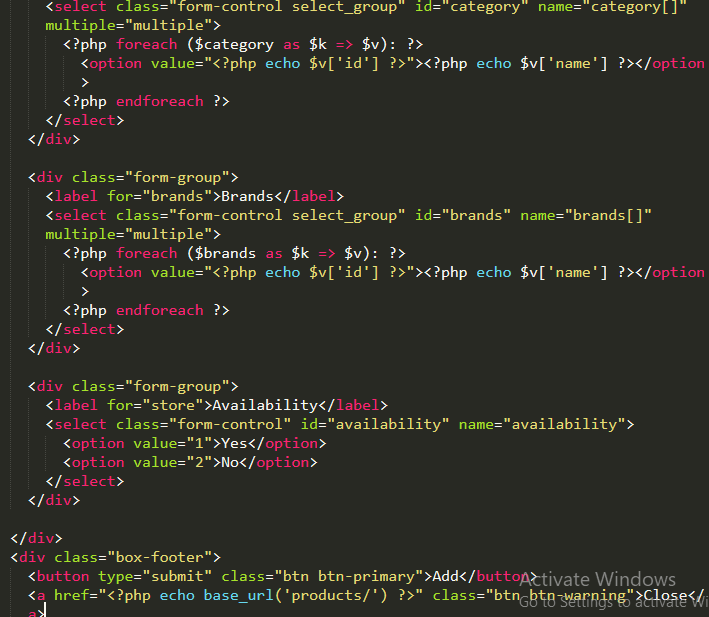 <select class="form-control select_group" id="category" name="category[]"
multiple="multiple">
<?php foreach ($category as $k => $v): ?>
<option value="<?php echo $v['id'] ?>"><?php echo $v['name'] ?></option
>
<?php endforeach ?>
</select>
</div>
<div class="form-group">
<label for="brands">Brands</label>
<select class="form-control select_group" id="brands" name="brands[]"
multiple="multiple">
<?php foreach ($brands as $k => $v): ?>
<option value="<?php echo $v['id'] ?>"><?php echo $v['name'] ?></option
>
<?php endforeach ?>
</select>
</div>
<div class="form-group">
<label for="store">Availability</label>
<select class="form-control" id="availability" name="availability">
<option value="1">Yes</option>
<option value="2">No</option>
</select>
</div>
</div>
<div class="box-footer">
<button type="submit" class="btn btn-primary">Add</button>
<a href="<?php echo base_url('products/') ?>" class="btn btn-warning">Close</
a>
Activate Windows
Go to Settings to activate Wi